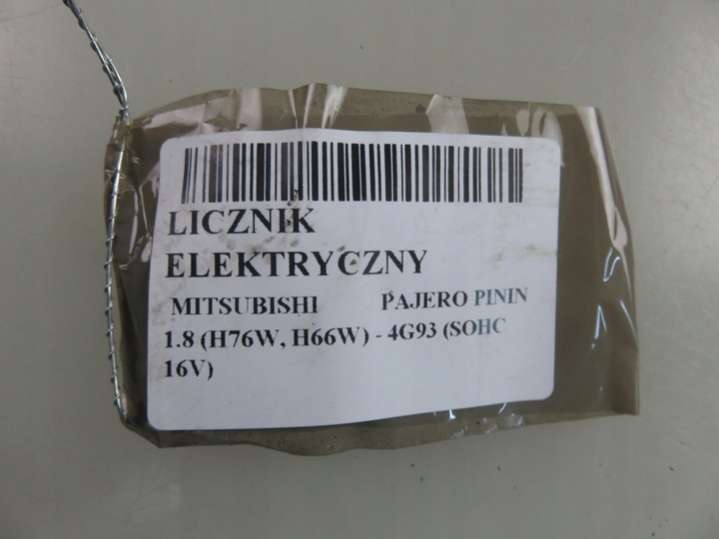 LICZNIK
ELEKTRYCZNY
MITSUBISHI PAJERO PININ
1.8 (H76W, H66W) - 4G93 (SOHC
16V)